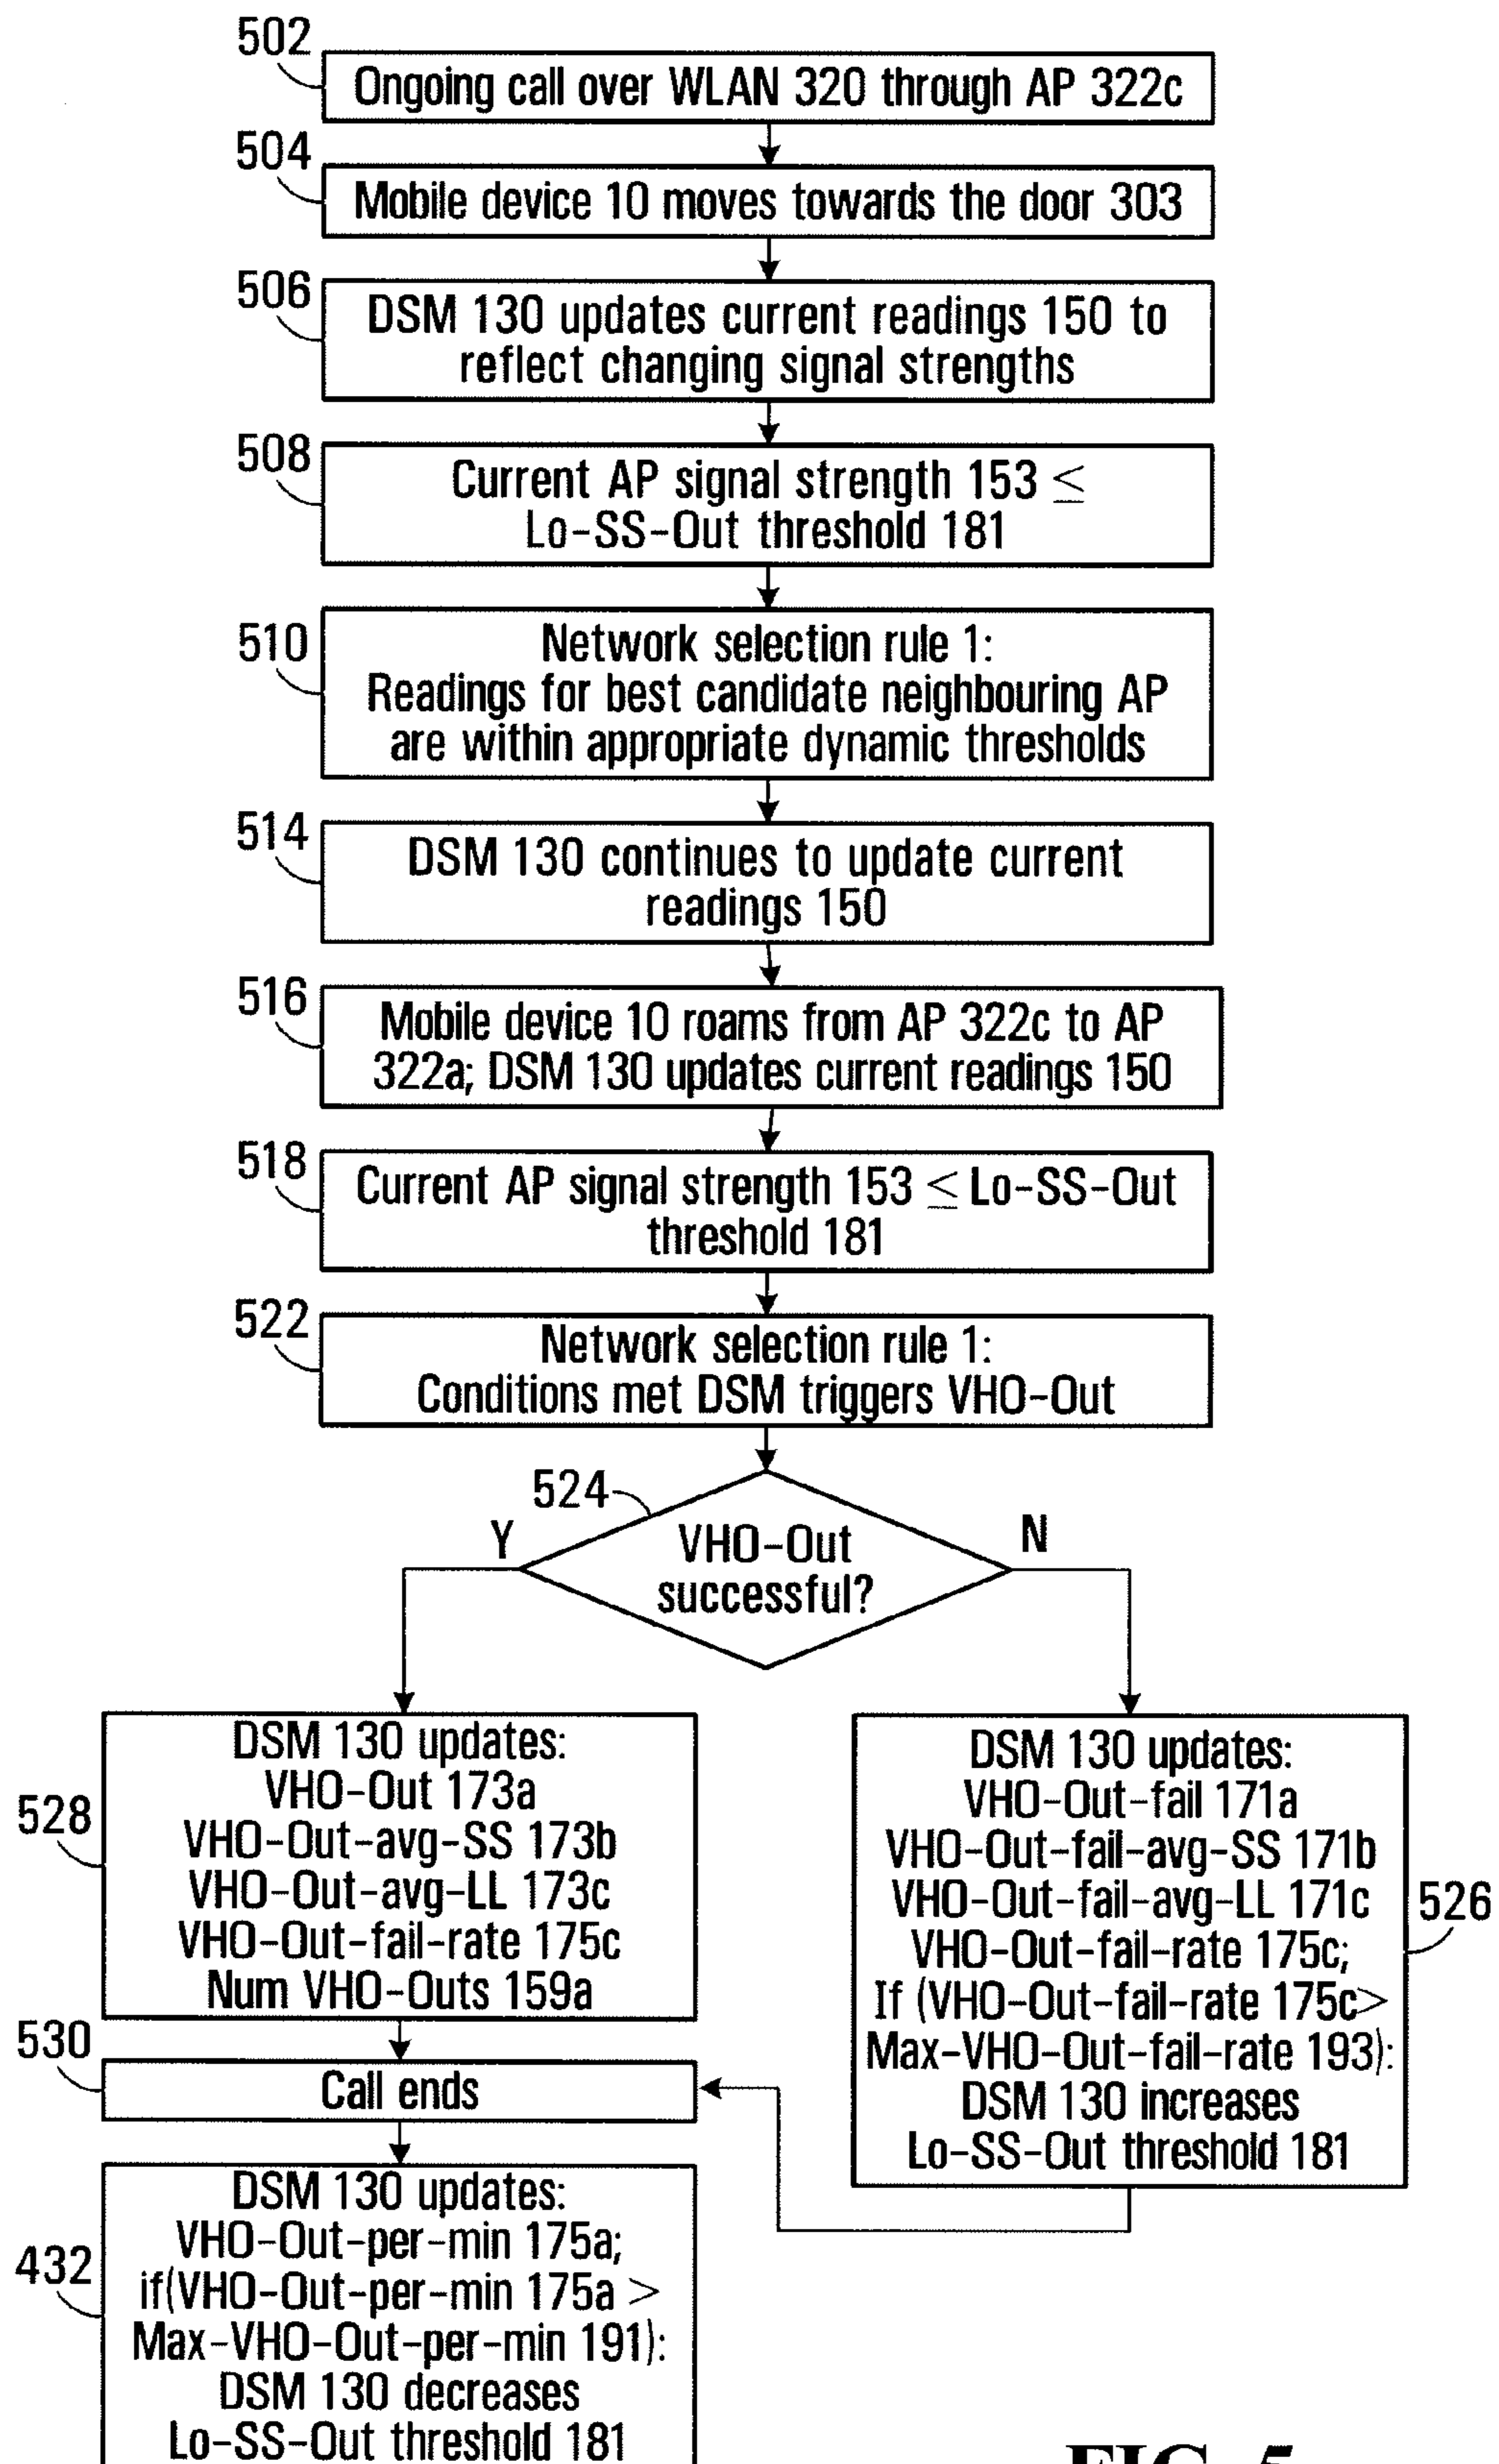 502
Ongoing call over WLAN 320 through AP 322c
504
Mobile device 10 moves towards the door 303
506
DSM 130 updates current readings 150 to
reflect changing signal strengths
508
Current AP signal strength 153 ≤
Lo-SS-Out threshold 181
510
Network selection rule 1:
Readings for best candidate neighbouring AP
are within appropriate dynamic thresholds
514
DSM 130 continues to update current
readings 150
516
Mobile device 10 roams from AP 322c to AP
322a; DSM 130 updates current readings 150
518
Current AP signal strength 153 ≤ Lo-SS-Out
threshold 181
522
Network selection rule 1:
Conditions met DSM triggers VHO-Out
524
VHO-Out
successful?
Y
N
528
DSM 130 updates:
VHO-Out 173a
VHO-Out-avg-SS 173b
VHO-Out-avg-LL 173c
VHO-Out-fail-rate 175c
Num VHO-Outs 159a
526
DSM 130 updates:
VHO-Out-fail 171a
VHO-Out-fail-avg-SS 171b
VHO-Out-fail-avg-LL 171c
VHO-Out-fail-rate 175c;
If (VHO-Out-fail-rate 175c>
Max-VHO-Out-fail-rate 193):
DSM 130 increases
Lo-SS-Out threshold 181
530
Call ends
432
DSM 130 updates:
VHO-Out-per-min 175a;
if(VHO-Out-per-min 175a >
Max-VHO-Out-per-min 191):
DSM 130 decreases
Lo-SS-Out threshold 181
FIG. 5